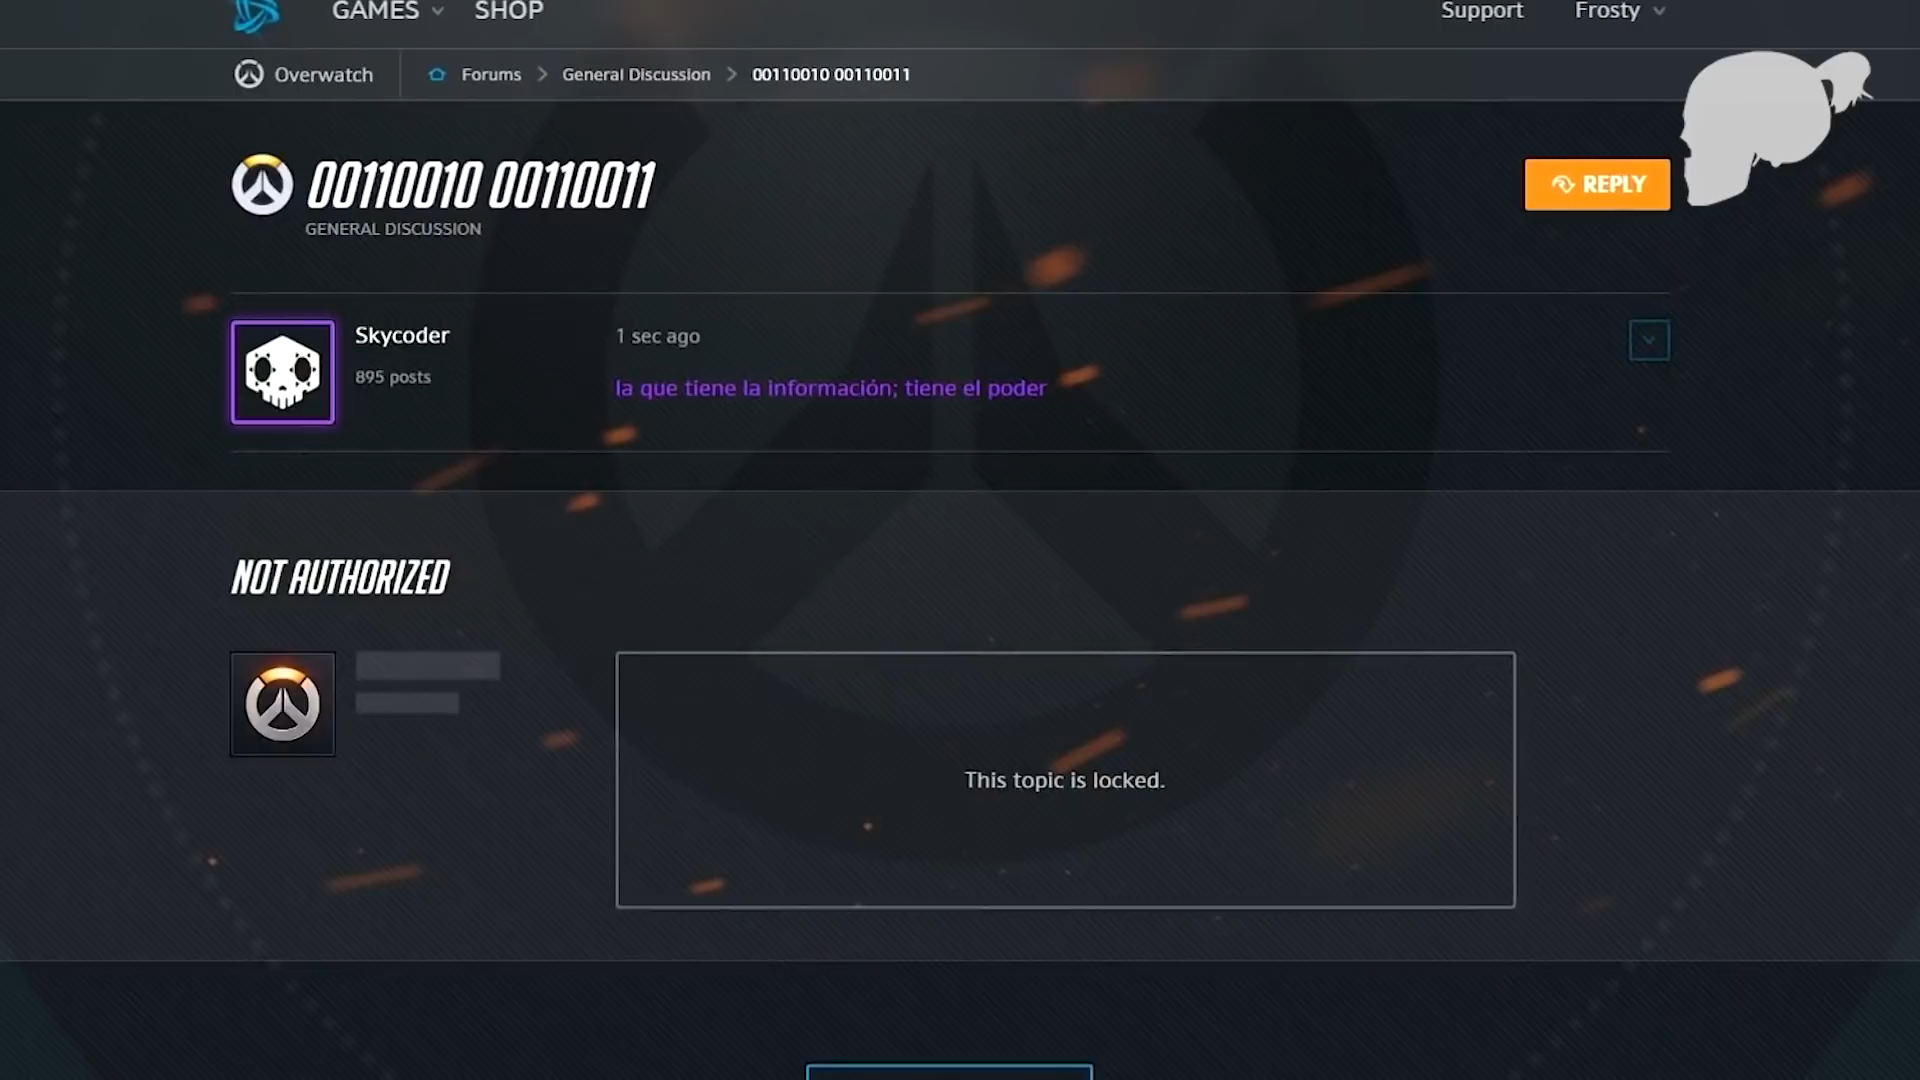 GAMES SHOP Support Frosty
Overwatch Forums General Discussion 00110010 00110011
00110010 00110011
GENERAL DISCUSSION
REPLY
Skycoder
895 posts
1 sec ago
la que tiene la información; tiene el poder
NOT AUTHORIZED
This topic is locked.